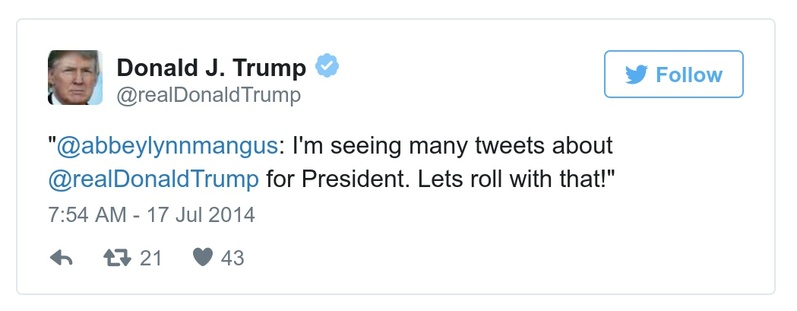 Donald J. Trump
@realDonaldTrump
Follow
"@abbeylynnmangus: I'm seeing many tweets about
@realDonaldTrump for President. Lets roll with that!"
7:54 AM - 17 Jul 2014
21 43